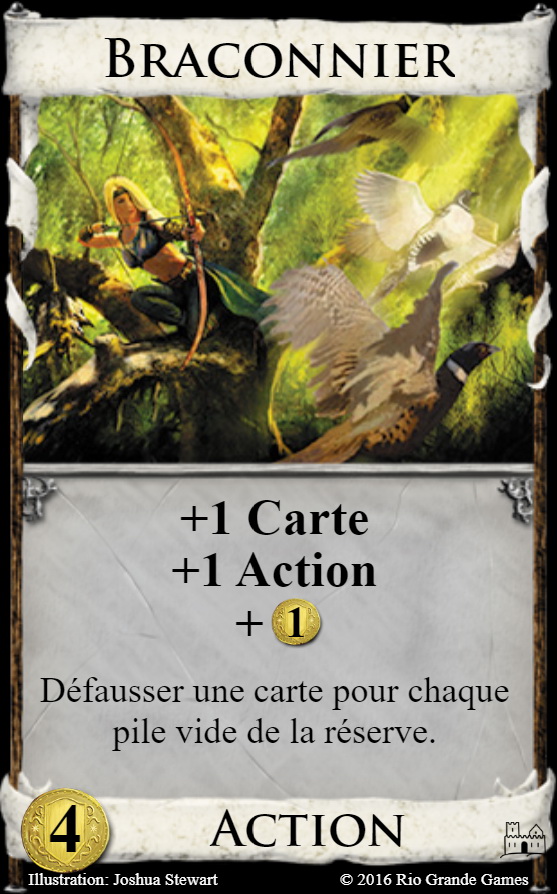 BRACONNIER
+1 Carte
+1 Action
+ 1
Défausser une carte pour chaque
pile vide de la réserve.
4
ACTION
Illustration: Joshua Stewart
© 2016 Rio Grande Games